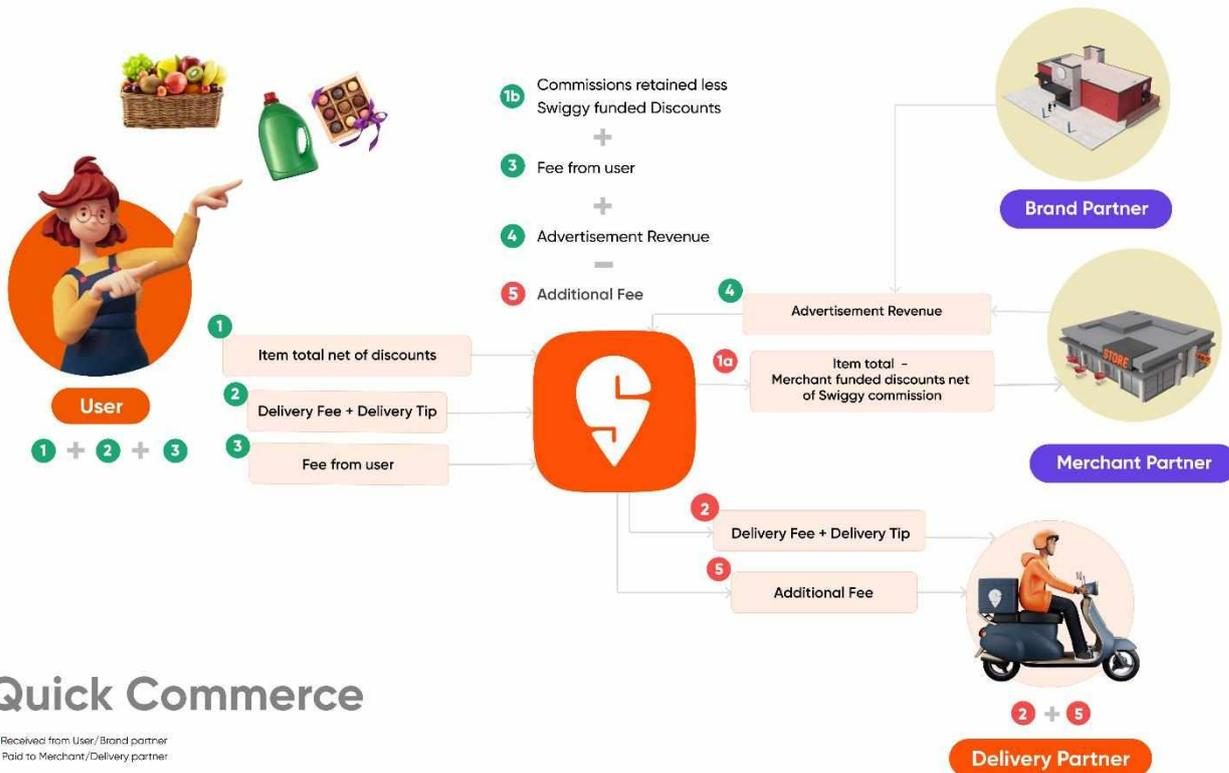 1b Commissions retained less
Swiggy funded Discounts
+
3 Fee from user
+
4 Advertisement Revenue
−
5 Additional Fee
Brand Partner
4 Advertisement Revenue
1 Item total net of discounts
1a Item total -
Merchant funded discounts net
of Swiggy commission
STORE
2 Delivery Fee + Delivery Tip
User
1 + 2 + 3
3 Fee from user
Merchant Partner
2 Delivery Fee + Delivery Tip
5 Additional Fee
Quick Commerce
2 + 5
Received from User/Brand partner
Paid to Merchant/Delivery partner
Delivery Partner